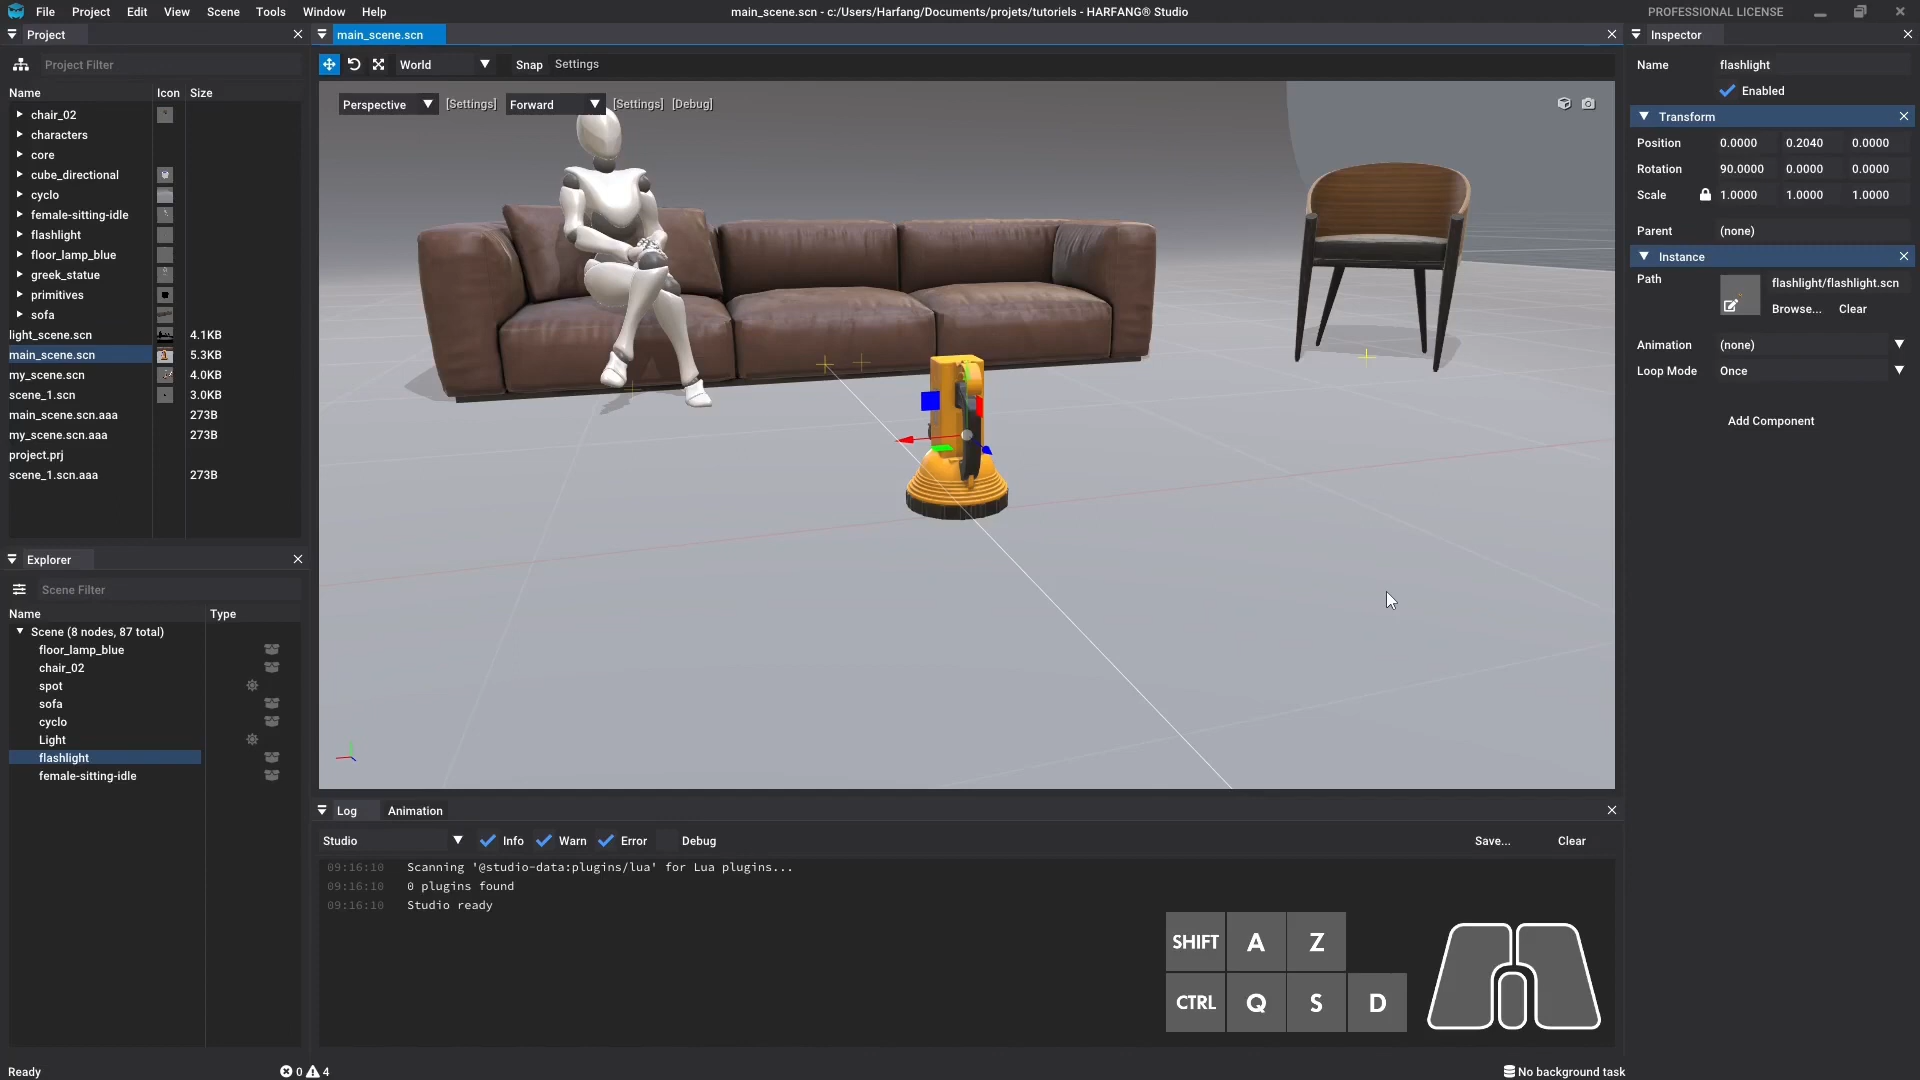 File Project Edit View Scene Tools Window Help
main_scene.scn - c:/Users/Harfang/Documents/projets/tutoriels - HARFANG® Studio
PROFESSIONAL LICENSE
Project
Project Filter
Name Icon Size
chair_02
characters
core
cube_directional
cyclo
female-sitting-idle
flashlight
floor_lamp_blue
greek_statue
primitives
sofa
light_scene.scn 4.1KB
main_scene.scn 5.3KB
my_scene.scn 4.0KB
scene_1.scn 3.0KB
main_scene.scn.aaa 273B
my_scene.scn.aaa 273B
project.prj
scene_1.scn.aaa 273B
Explorer
Scene Filter
Name Type
Scene (8 nodes, 87 total)
floor_lamp_blue
chair_02
spot
sofa
cyclo
Light
flashlight
female-sitting-idle
main_scene.scn
World Snap Settings
Perspective [Settings] Forward [Settings] [Debug]
Log Animation
Studio Info Warn Error Debug Save... Clear
09:16:10 Scanning '@studio-data:plugins/lua' for Lua plugins...
09:16:10 0 plugins found
09:16:10 Studio ready
SHIFT A Z
CTRL Q S D
Inspector
Name flashlight
Enabled
Transform
Position 0.0000 0.2040 0.0000
Rotation 90.0000 0.0000 0.0000
Scale 1.0000 1.0000 1.0000
Parent (none)
Instance
Path flashlight/flashlight.scn
Browse... Clear
Animation (none)
Loop Mode Once
Add Component
Ready 0 4 No background task